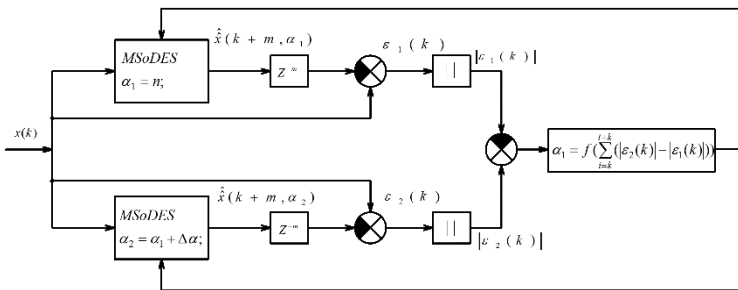 x̂̂(k + m, α₁)
ε₁(k)
|ε₁(k)|
MSoDES
α₁ = n;
Z⁻ᵐ
||
x(k)
α₁ = f(∑_{i=k}^{i+k}(|ε₂(k)|−|ε₁(k)|))
x̂̂(k + m, α₂)
ε₂(k)
MSoDES
α₂ = α₁ + Δα;
Z⁻ᵐ
||
|ε₂(k)|